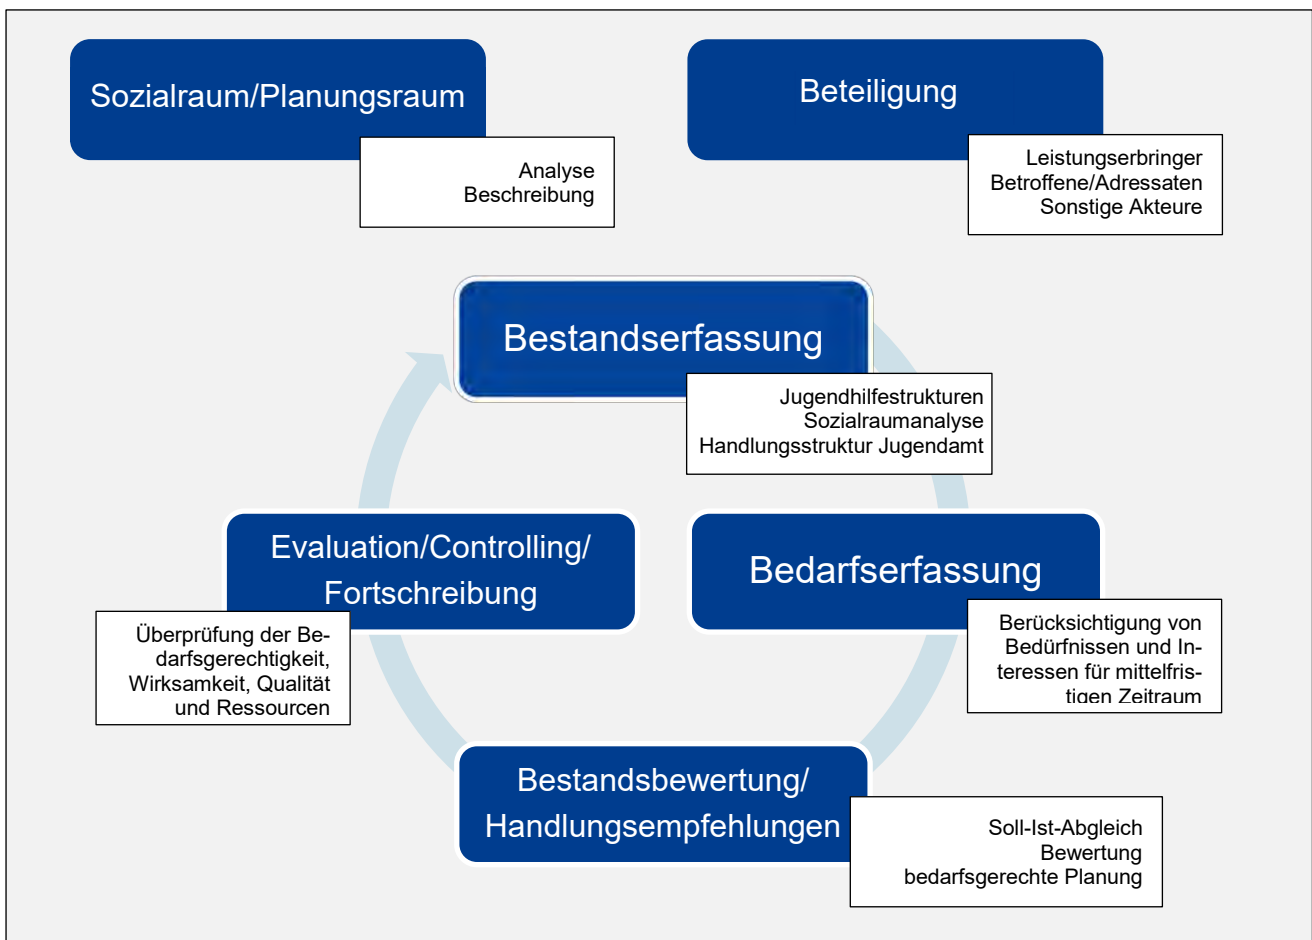 Sozialraum/Planungsraum
Analyse
Beschreibung
Beteiligung
Leistungserbringer
Betroffene/Adressaten
Sonstige Akteure
Bestandserfassung
Jugendhilfestrukturen
Sozialraumanalyse
Handlungsstruktur Jugendamt
Bedarfserfassung
Berücksichtigung von
Bedürfnissen und In-
teressen für mittelfris-
tigen Zeitraum
Bestandsbewertung/
Handlungsempfehlungen
Soll-Ist-Abgleich
Bewertung
bedarfsgerechte Planung
Evaluation/Controlling/
Fortschreibung
Überprüfung der Be-
darfsgerechtigkeit,
Wirksamkeit, Qualität
und Ressourcen